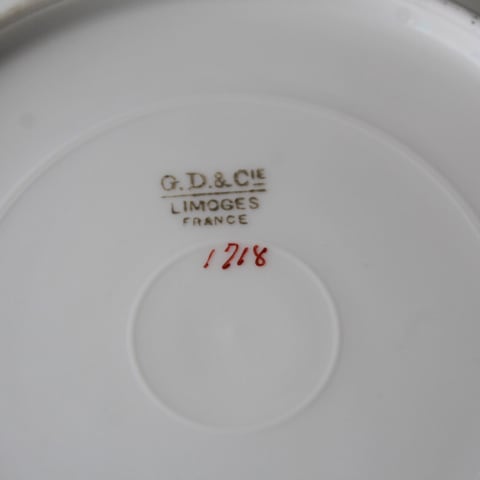 G. D. & CIE
LIMOGES
FRANCE
1718